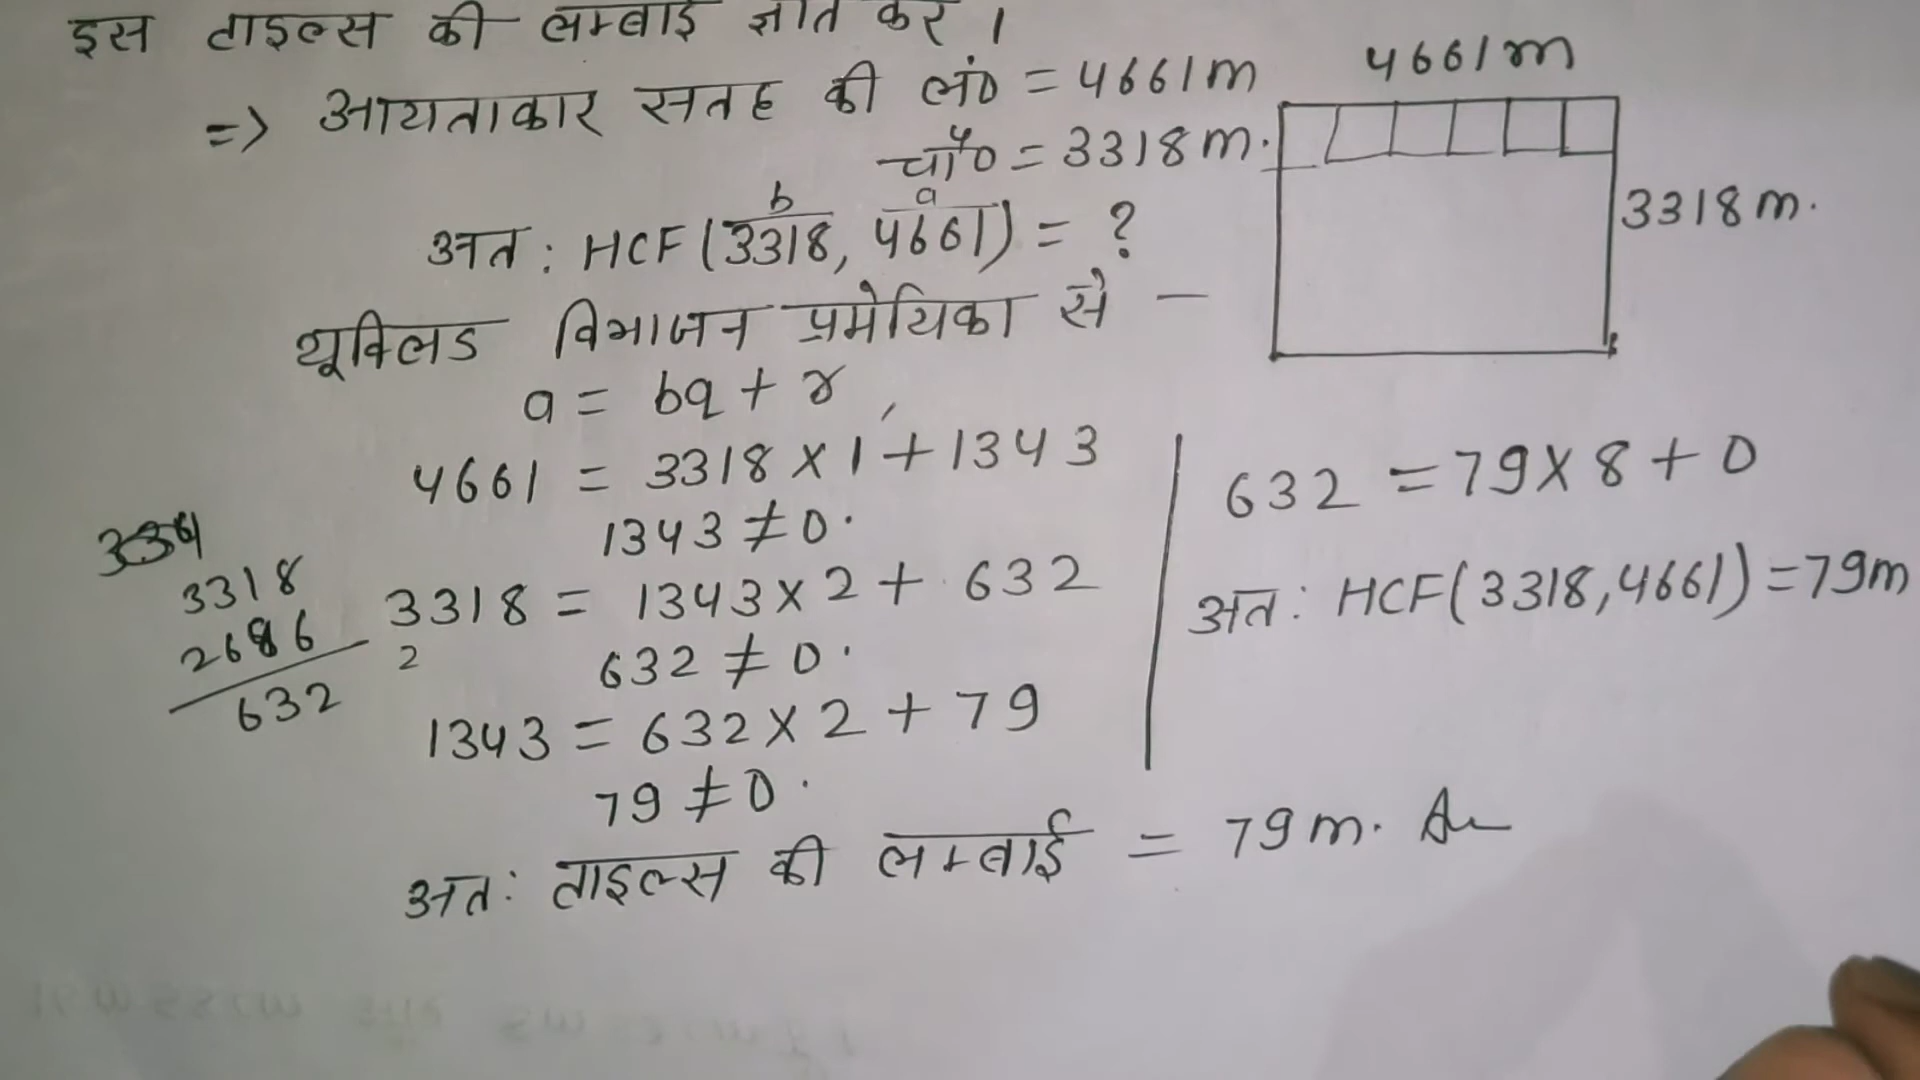 इस टाइल्स की लम्बाई ज्ञात करें ।
=> आयताकार सतह की लं० = 4661m
चौ० = 3318m.
4661m
3318m.
b a
अत: HCF(3318, 4661) = ?
यूक्लिड विभाजन प्रमेयिका से —
a = bq + r,
4661 = 3318 × 1 + 1343
1343 ≠ 0.
3318 = 1343 × 2 + 632
2
632 ≠ 0.
1343 = 632 × 2 + 79
79 ≠ 0.
3318
2686
632
632 = 79 × 8 + 0
अत: HCF(3318, 4661) = 79m
अत: टाइल्स की लम्बाई = 79m. Au